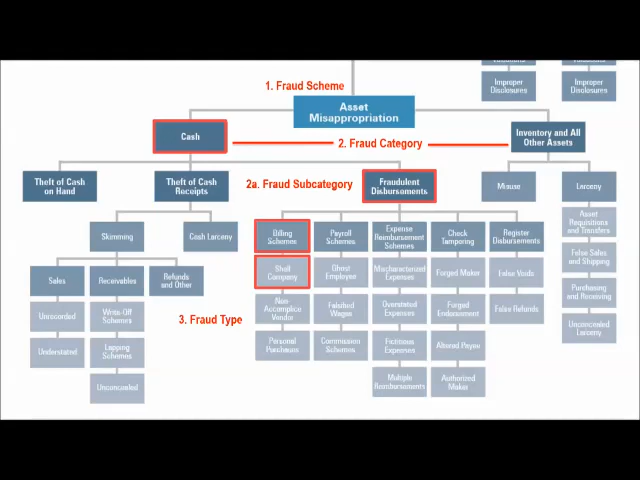 Improper
Disclosures
Improper
Disclosures
1. Fraud Scheme
Asset
Misappropriation
Cash
2. Fraud Category
Inventory and All
Other Assets
Theft of Cash
on Hand
Theft of Cash
Receipts
2a. Fraud Subcategory
Fraudulent
Disbursements
Misuse
Larceny
Skimming
Cash Larceny
Billing
Schemes
Payroll
Schemes
Expense
Reimbursement
Schemes
Check
Tampering
Register
Disbursements
Asset
Requisitions
and Transfers
Sales
Receivables
Refunds
and Other
Shell
Company
Ghost
Employee
Mischaracterized
Expenses
Forged Maker
False Voids
False Sales
and Shipping
Unrecorded
Write-Off
Schemes
3. Fraud Type
Non-
Accomplice
Vendor
Falsified
Wages
Overstated
Expenses
Forged
Endorsement
False Refunds
Purchasing
and Receiving
Understated
Lapping
Schemes
Personal
Purchases
Commission
Schemes
Fictitious
Expenses
Altered Payee
Unconcealed
Larceny
Unconcealed
Multiple
Reimbursements
Authorized
Maker